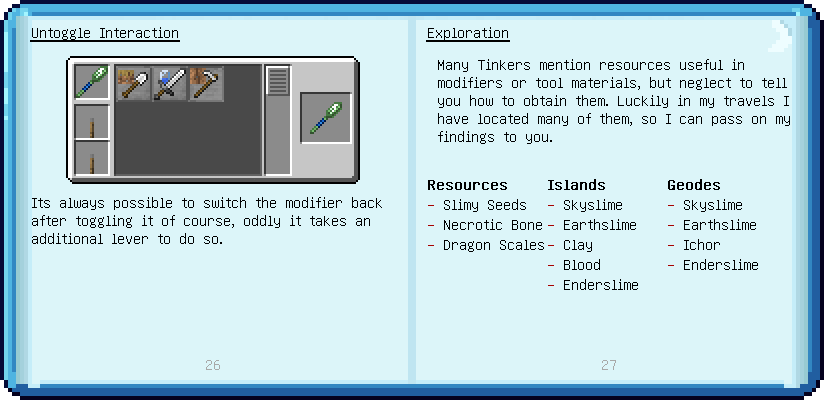 Untoggle Interaction
Its always possible to switch the modifier back
after toggling it of course, oddly it takes an
additional lever to do so.
26
Exploration
Many Tinkers mention resources useful in
modifiers or tool materials, but neglect to tell
you how to obtain them. Luckily in my travels I
have located many of them, so I can pass on my
findings to you.
Resources
- Slimy Seeds
- Necrotic Bone
- Dragon Scales
Islands
- Skyslime
- Earthslime
- Clay
- Blood
- Enderslime
Geodes
- Skyslime
- Earthslime
- Ichor
- Enderslime
27